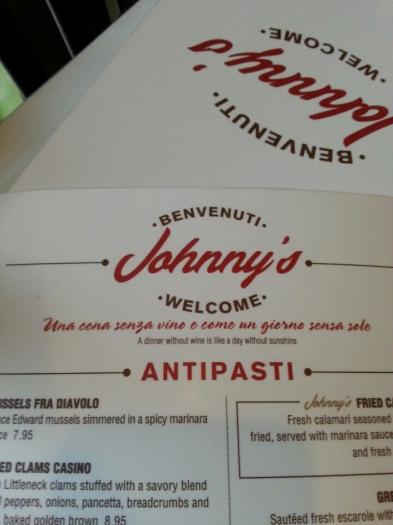 WELCOME
Johnny's
BENVENUTI
BENVENUTI
Johnny's
WELCOME
Una cena senza vino e come un giorno sensa sole
A dinner without wine is like a day without sunshine
ANTIPASTI
USSELS FRA DIAVOLO
ce Edward mussels simmered in a spicy marinara
ce 7.95
ED CLAMS CASINO
Littleneck clams stuffed with a savory blend
peppers, onions, pancetta, breadcrumbs and
baked golden brown 8.95
Johnny's FRIED CA
Fresh calamari seasoned
fried, served with marinara sauce
and fresh
GRE
Sautéed fresh escarole with